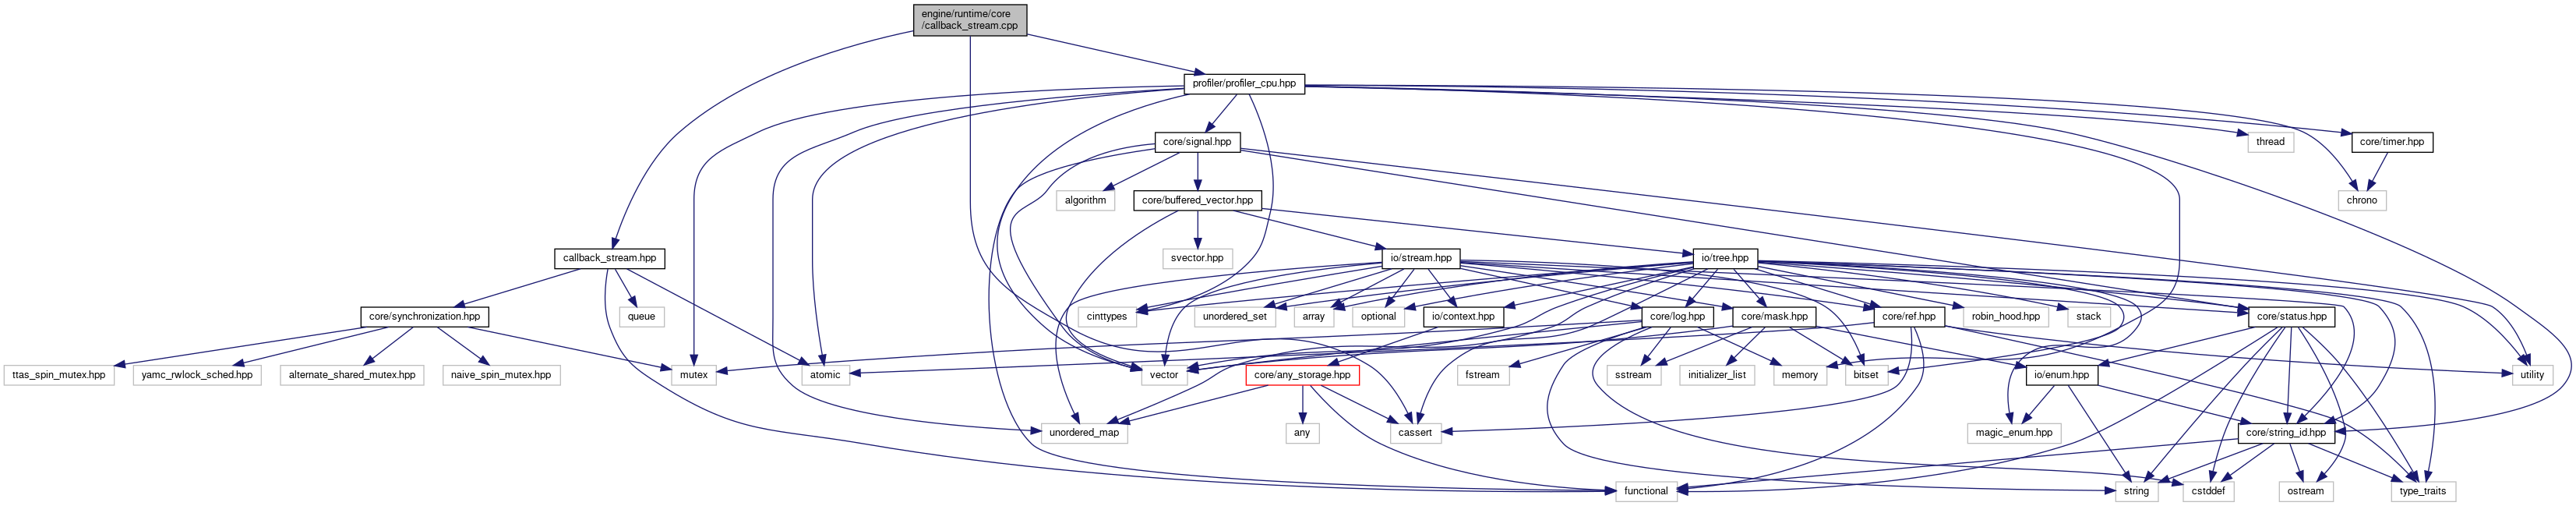 engine/runtime/core
/callback_stream.cpp
profiler/profiler_cpu.hpp
core/signal.hpp
thread
core/timer.hpp
algorithm
core/buffered_vector.hpp
chrono
callback_stream.hpp
svector.hpp
io/stream.hpp
io/tree.hpp
core/synchronization.hpp
queue
cinttypes
unordered_set
array
optional
io/context.hpp
core/log.hpp
core/mask.hpp
core/ref.hpp
robin_hood.hpp
stack
core/status.hpp
ttas_spin_mutex.hpp
yamc_rwlock_sched.hpp
alternate_shared_mutex.hpp
naive_spin_mutex.hpp
mutex
atomic
vector
core/any_storage.hpp
fstream
sstream
initializer_list
memory
bitset
io/enum.hpp
utility
unordered_map
any
cassert
magic_enum.hpp
core/string_id.hpp
functional
string
cstddef
ostream
type_traits